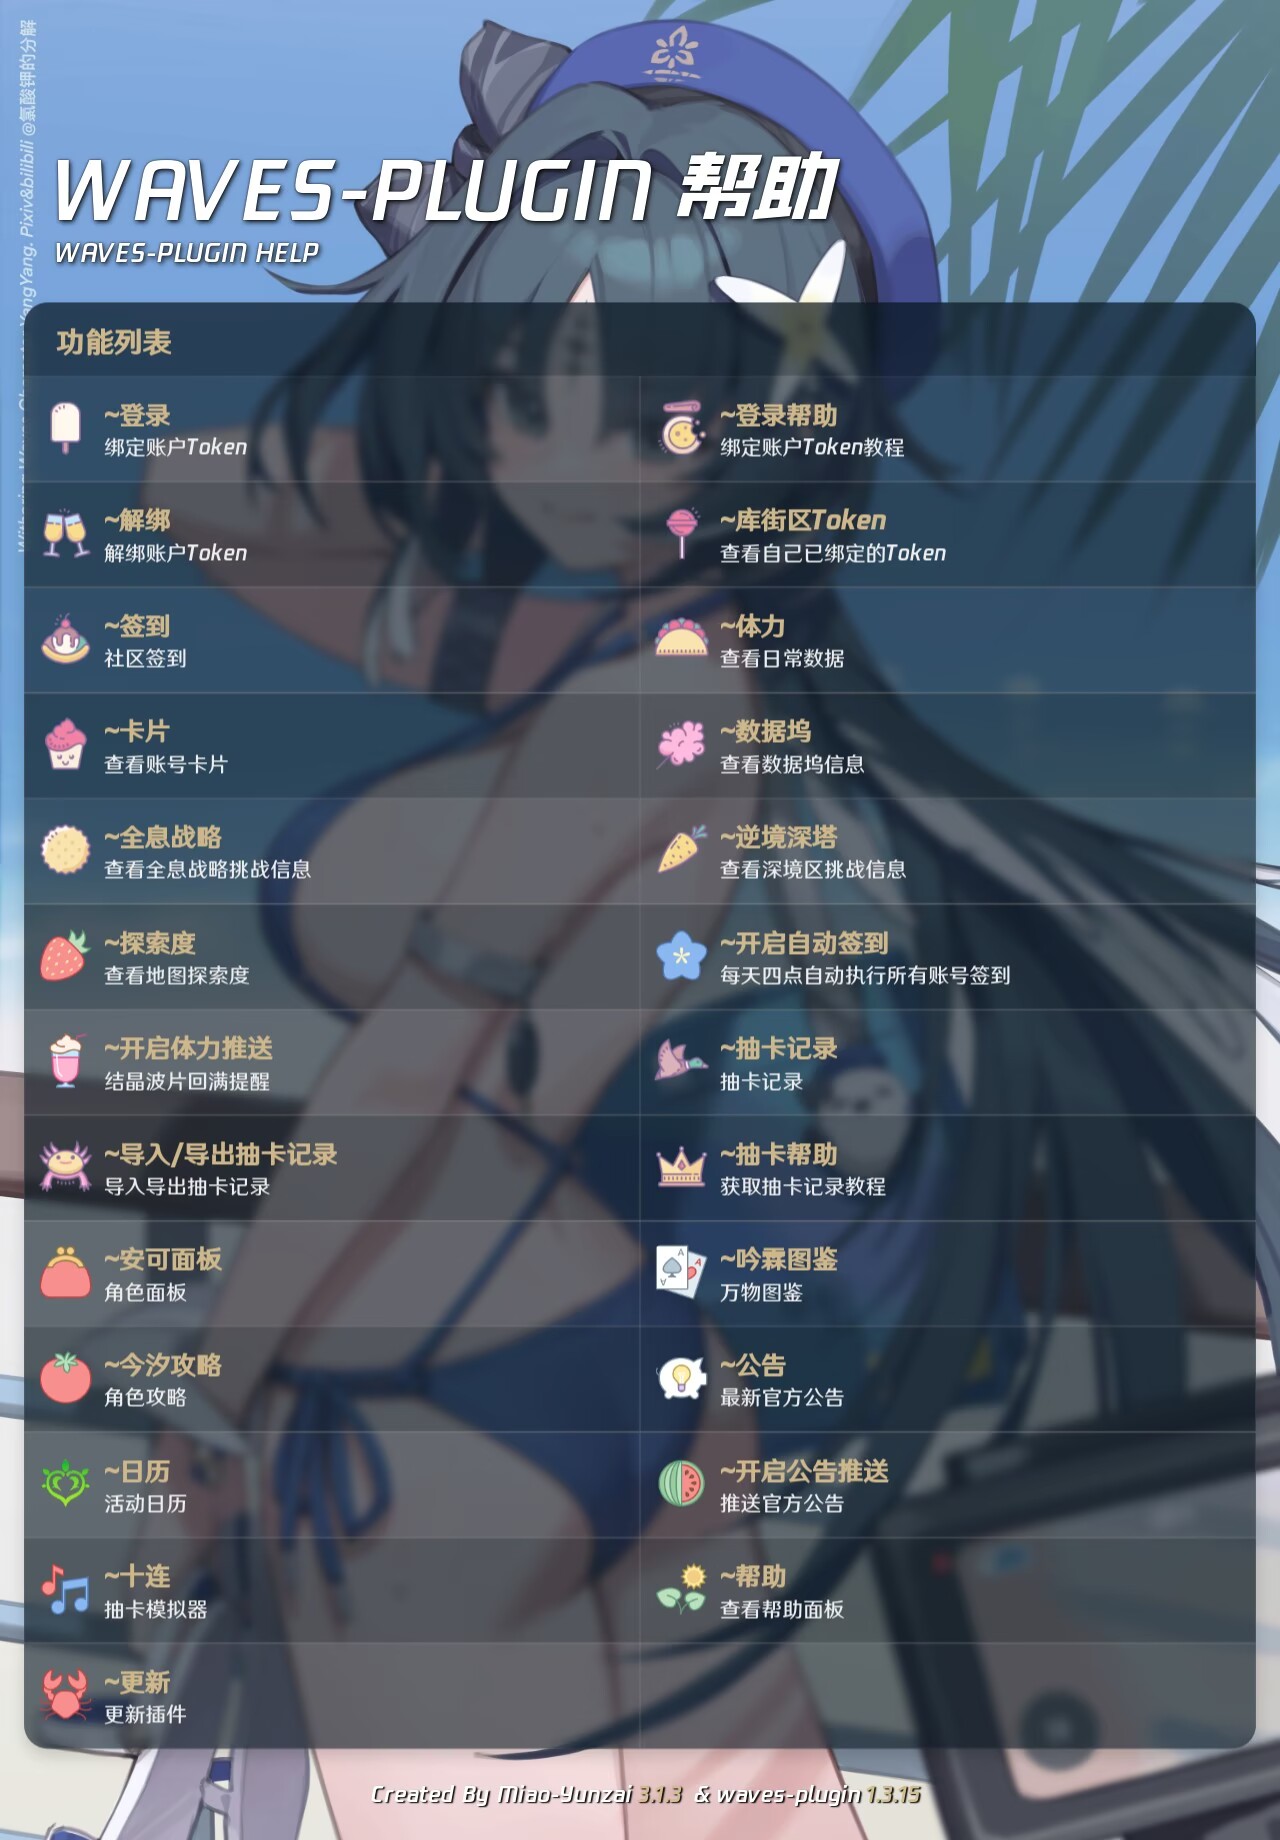 WAVES-PLUGIN 帮助
WAVES-PLUGIN HELP
YangYang. Pixiv&bilibili @氯酸钾的分解
功能列表
~登录
绑定账户Token
~登录帮助
绑定账户Token教程
~解绑
解绑账户Token
~库街区Token
查看自己已绑定的Token
~签到
社区签到
~体力
查看日常数据
~卡片
查看账号卡片
~数据坞
查看数据坞信息
~全息战略
查看全息战略挑战信息
~逆境深塔
查看深境区挑战信息
~探索度
查看地图探索度
~开启自动签到
每天四点自动执行所有账号签到
~开启体力推送
结晶波片回满提醒
~抽卡记录
抽卡记录
~导入/导出抽卡记录
导入导出抽卡记录
~抽卡帮助
获取抽卡记录教程
~安可面板
角色面板
~吟霖图鉴
万物图鉴
~今汐攻略
角色攻略
~公告
最新官方公告
~日历
活动日历
~开启公告推送
推送官方公告
~十连
抽卡模拟器
~帮助
查看帮助面板
~更新
更新插件
Created By Miao-Yunzai 3.1.3 & waves-plugin 1.3.15